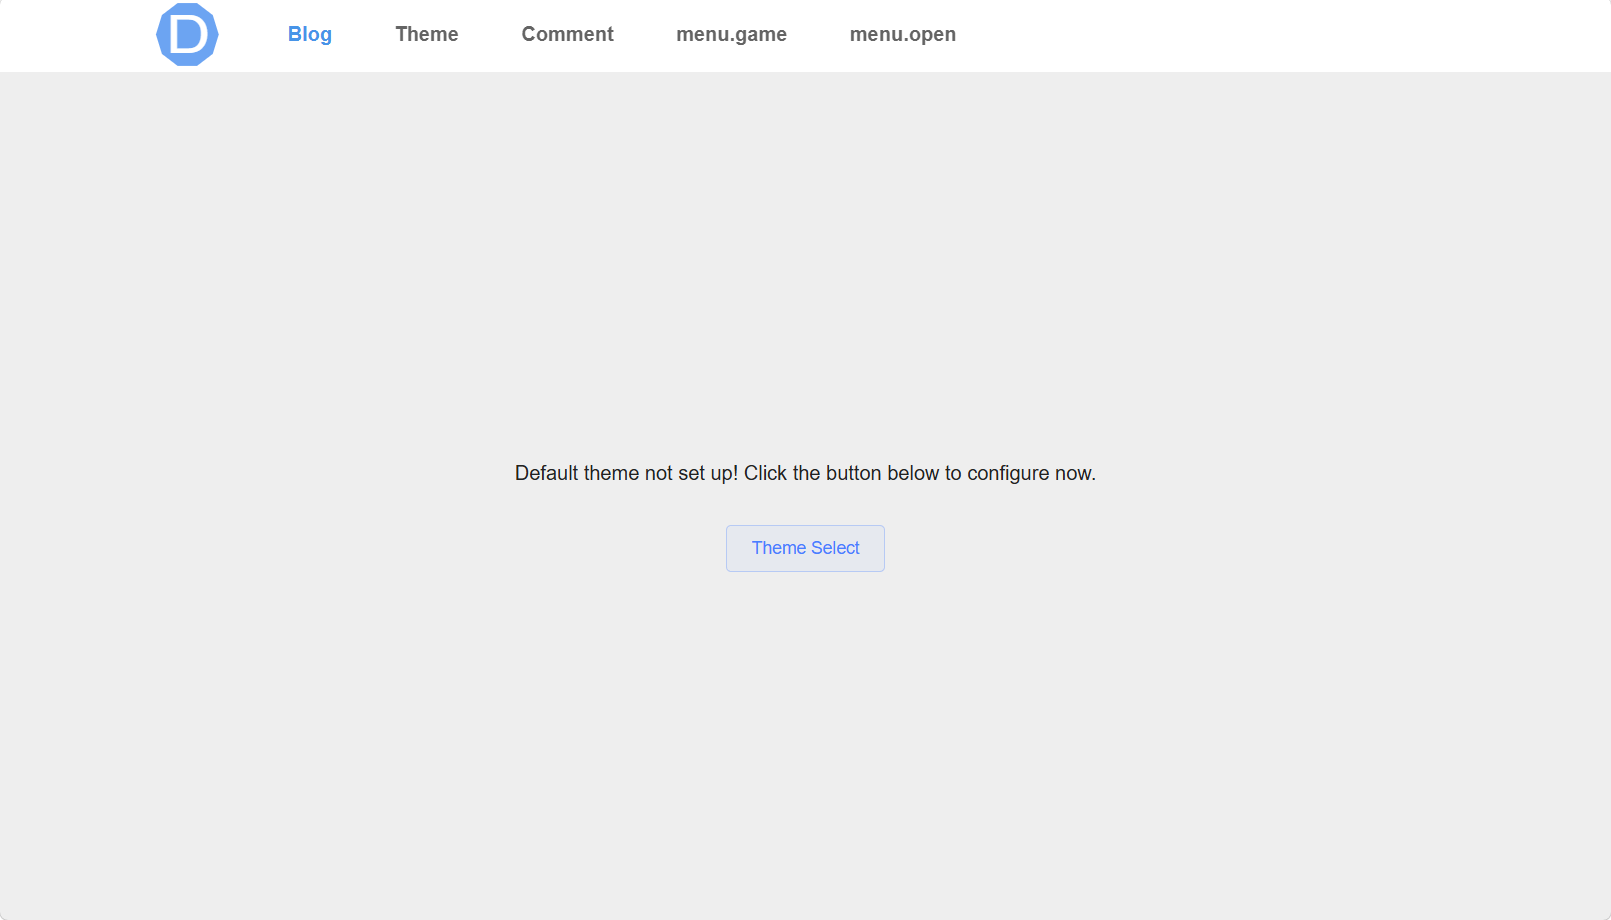 D Blog Theme Comment menu.game menu.open
Default theme not set up! Click the button below to configure now.
Theme Select